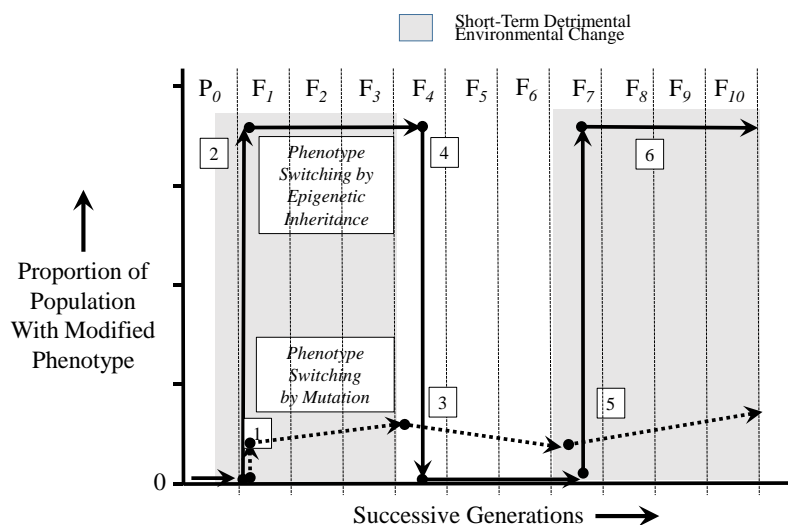 Short-Term Detrimental
Environmental Change
P0 F1 F2 F3 F4 F5 F6 F7 F8 F9 F10
2
4
6
Phenotype
Switching by
Epigenetic
Inheritance
Proportion of
Population
With Modified
Phenotype
Phenotype
Switching
by Mutation
3
5
1
0
Successive Generations